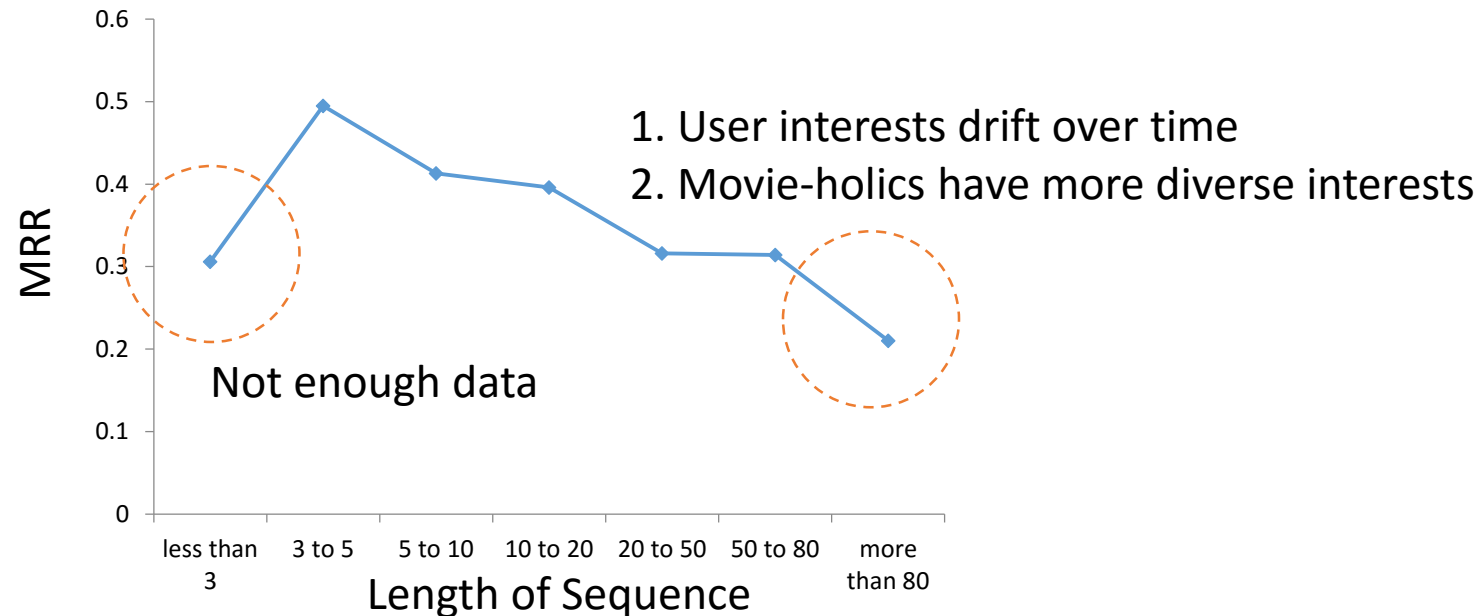 0.6
0.5
0.4
0.3
0.2
0.1
0
MRR
1. User interests drift over time
2. Movie-holics have more diverse interests
Not enough data
less than
3
3 to 5
5 to 10
10 to 20
20 to 50
50 to 80
more
than 80
Length of Sequence